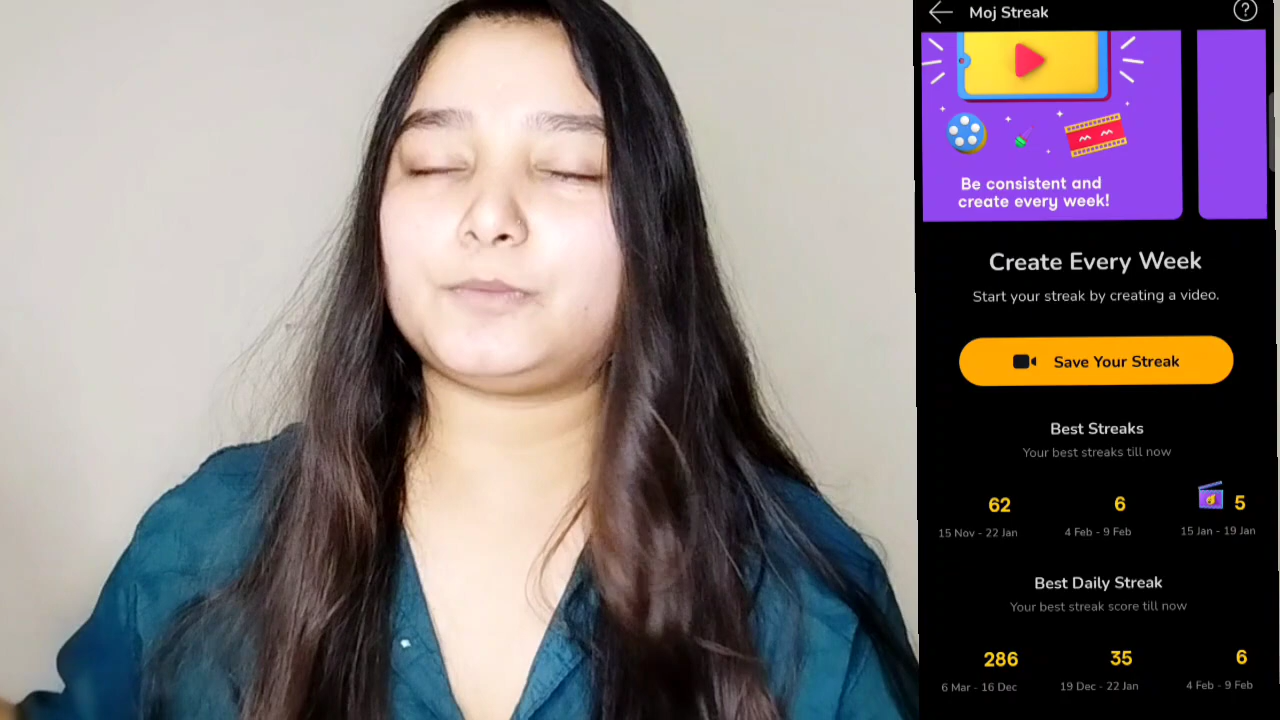 Moj Streak
?
Be consistent and
create every week!
Create Every Week
Start your streak by creating a video.
Save Your Streak
Best Streaks
Your best streaks till now
62 6 5
15 Nov - 22 Jan 4 Feb - 9 Feb 15 Jan - 19 Jan
Best Daily Streak
Your best streak score till now
286 35 6
6 Mar - 16 Dec 19 Dec - 22 Jan 4 Feb - 9 Feb